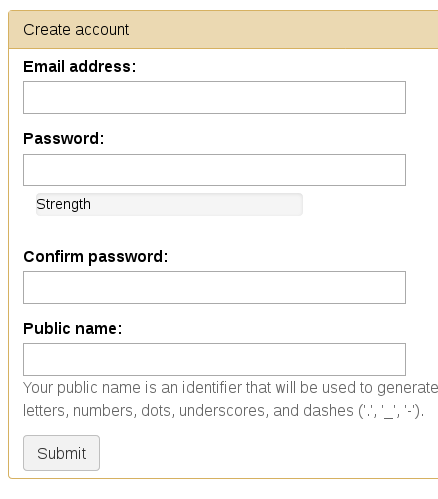 Create account
Email address:
Password:
Strength
Confirm password:
Public name:
Your public name is an identifier that will be used to generate
letters, numbers, dots, underscores, and dashes ('.', '_', '-').
Submit